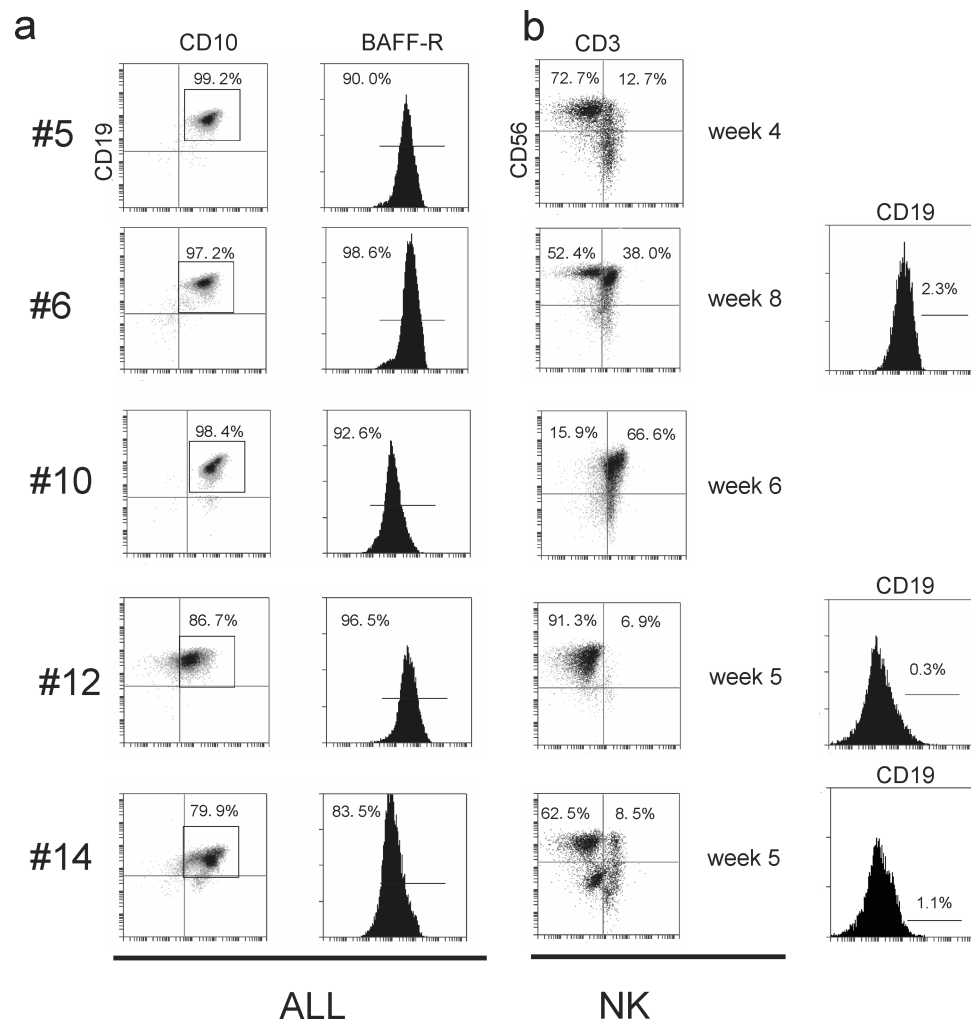 a
b
CD10
BAFF-R
CD3
#5
CD19
99.2%
90.0%
CD56
72.7%
12.7%
week 4
#6
97.2%
98.6%
52.4%
38.0%
week 8
CD19
2.3%
#10
98.4%
92.6%
15.9%
66.6%
week 6
#12
86.7%
96.5%
91.3%
6.9%
week 5
CD19
0.3%
#14
79.9%
83.5%
62.5%
8.5%
week 5
CD19
1.1%
ALL
NK